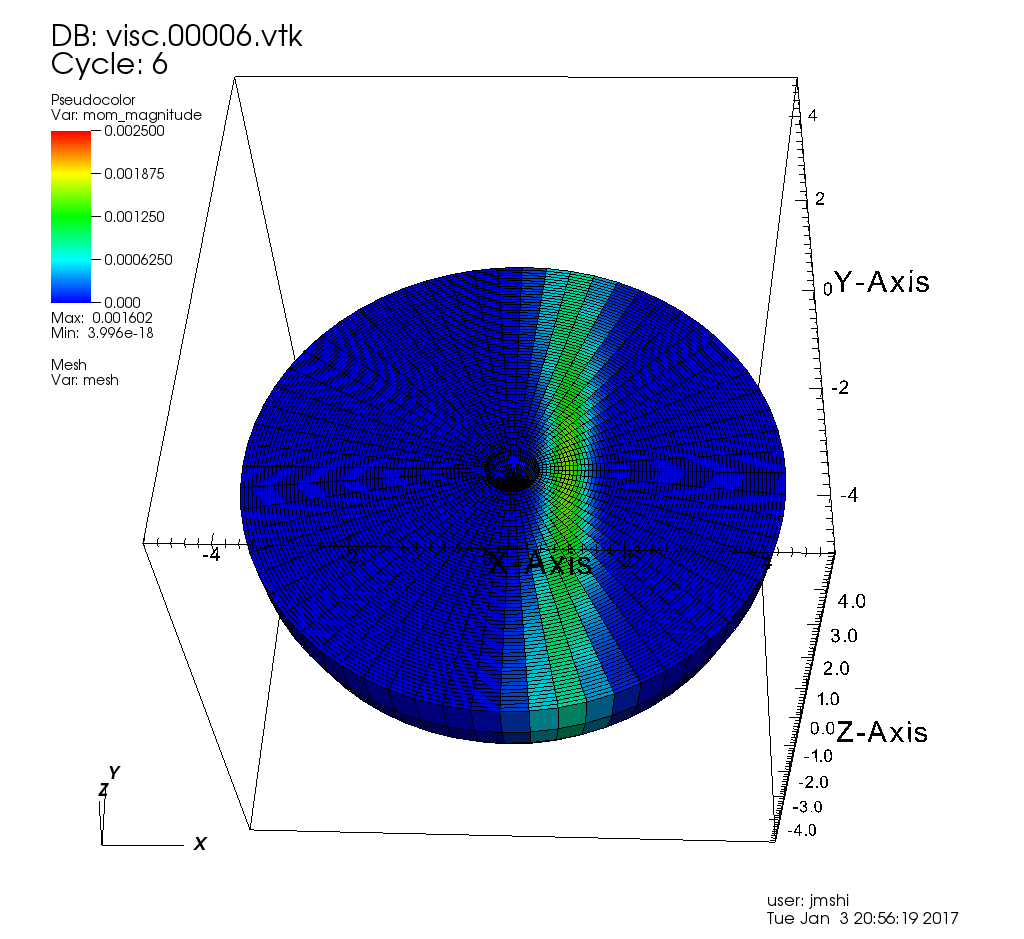 DB: visc.00006.vtk
Cycle: 6
Pseudocolor
Var: mom_magnitude
0.002500
0.001875
0.001250
0.0006250
0.000
Max: 0.001602
Min: 3.996e-18
Mesh
Var: mesh
4
2
0
Y-Axis
-2
-4
-4
X-Axis
4.0
3.0
2.0
1.0
0.0
Z-Axis
-1.0
-2.0
-3.0
-4.0
Y
Z
X
user: jmshi
Tue Jan 3 20:56:19 2017